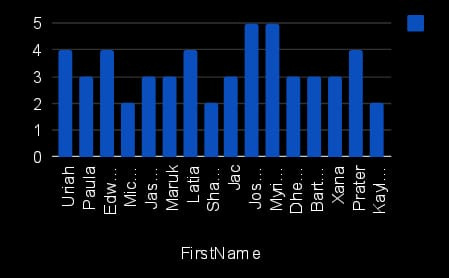 5
4
3
2
1
0
Uriah
Paula
Edw...
Mic...
Jas...
Maruk
Latia
Sha...
Jac
Jos...
Myri...
Dhe...
Bart...
Xana
Prater
Kayl...
FirstName